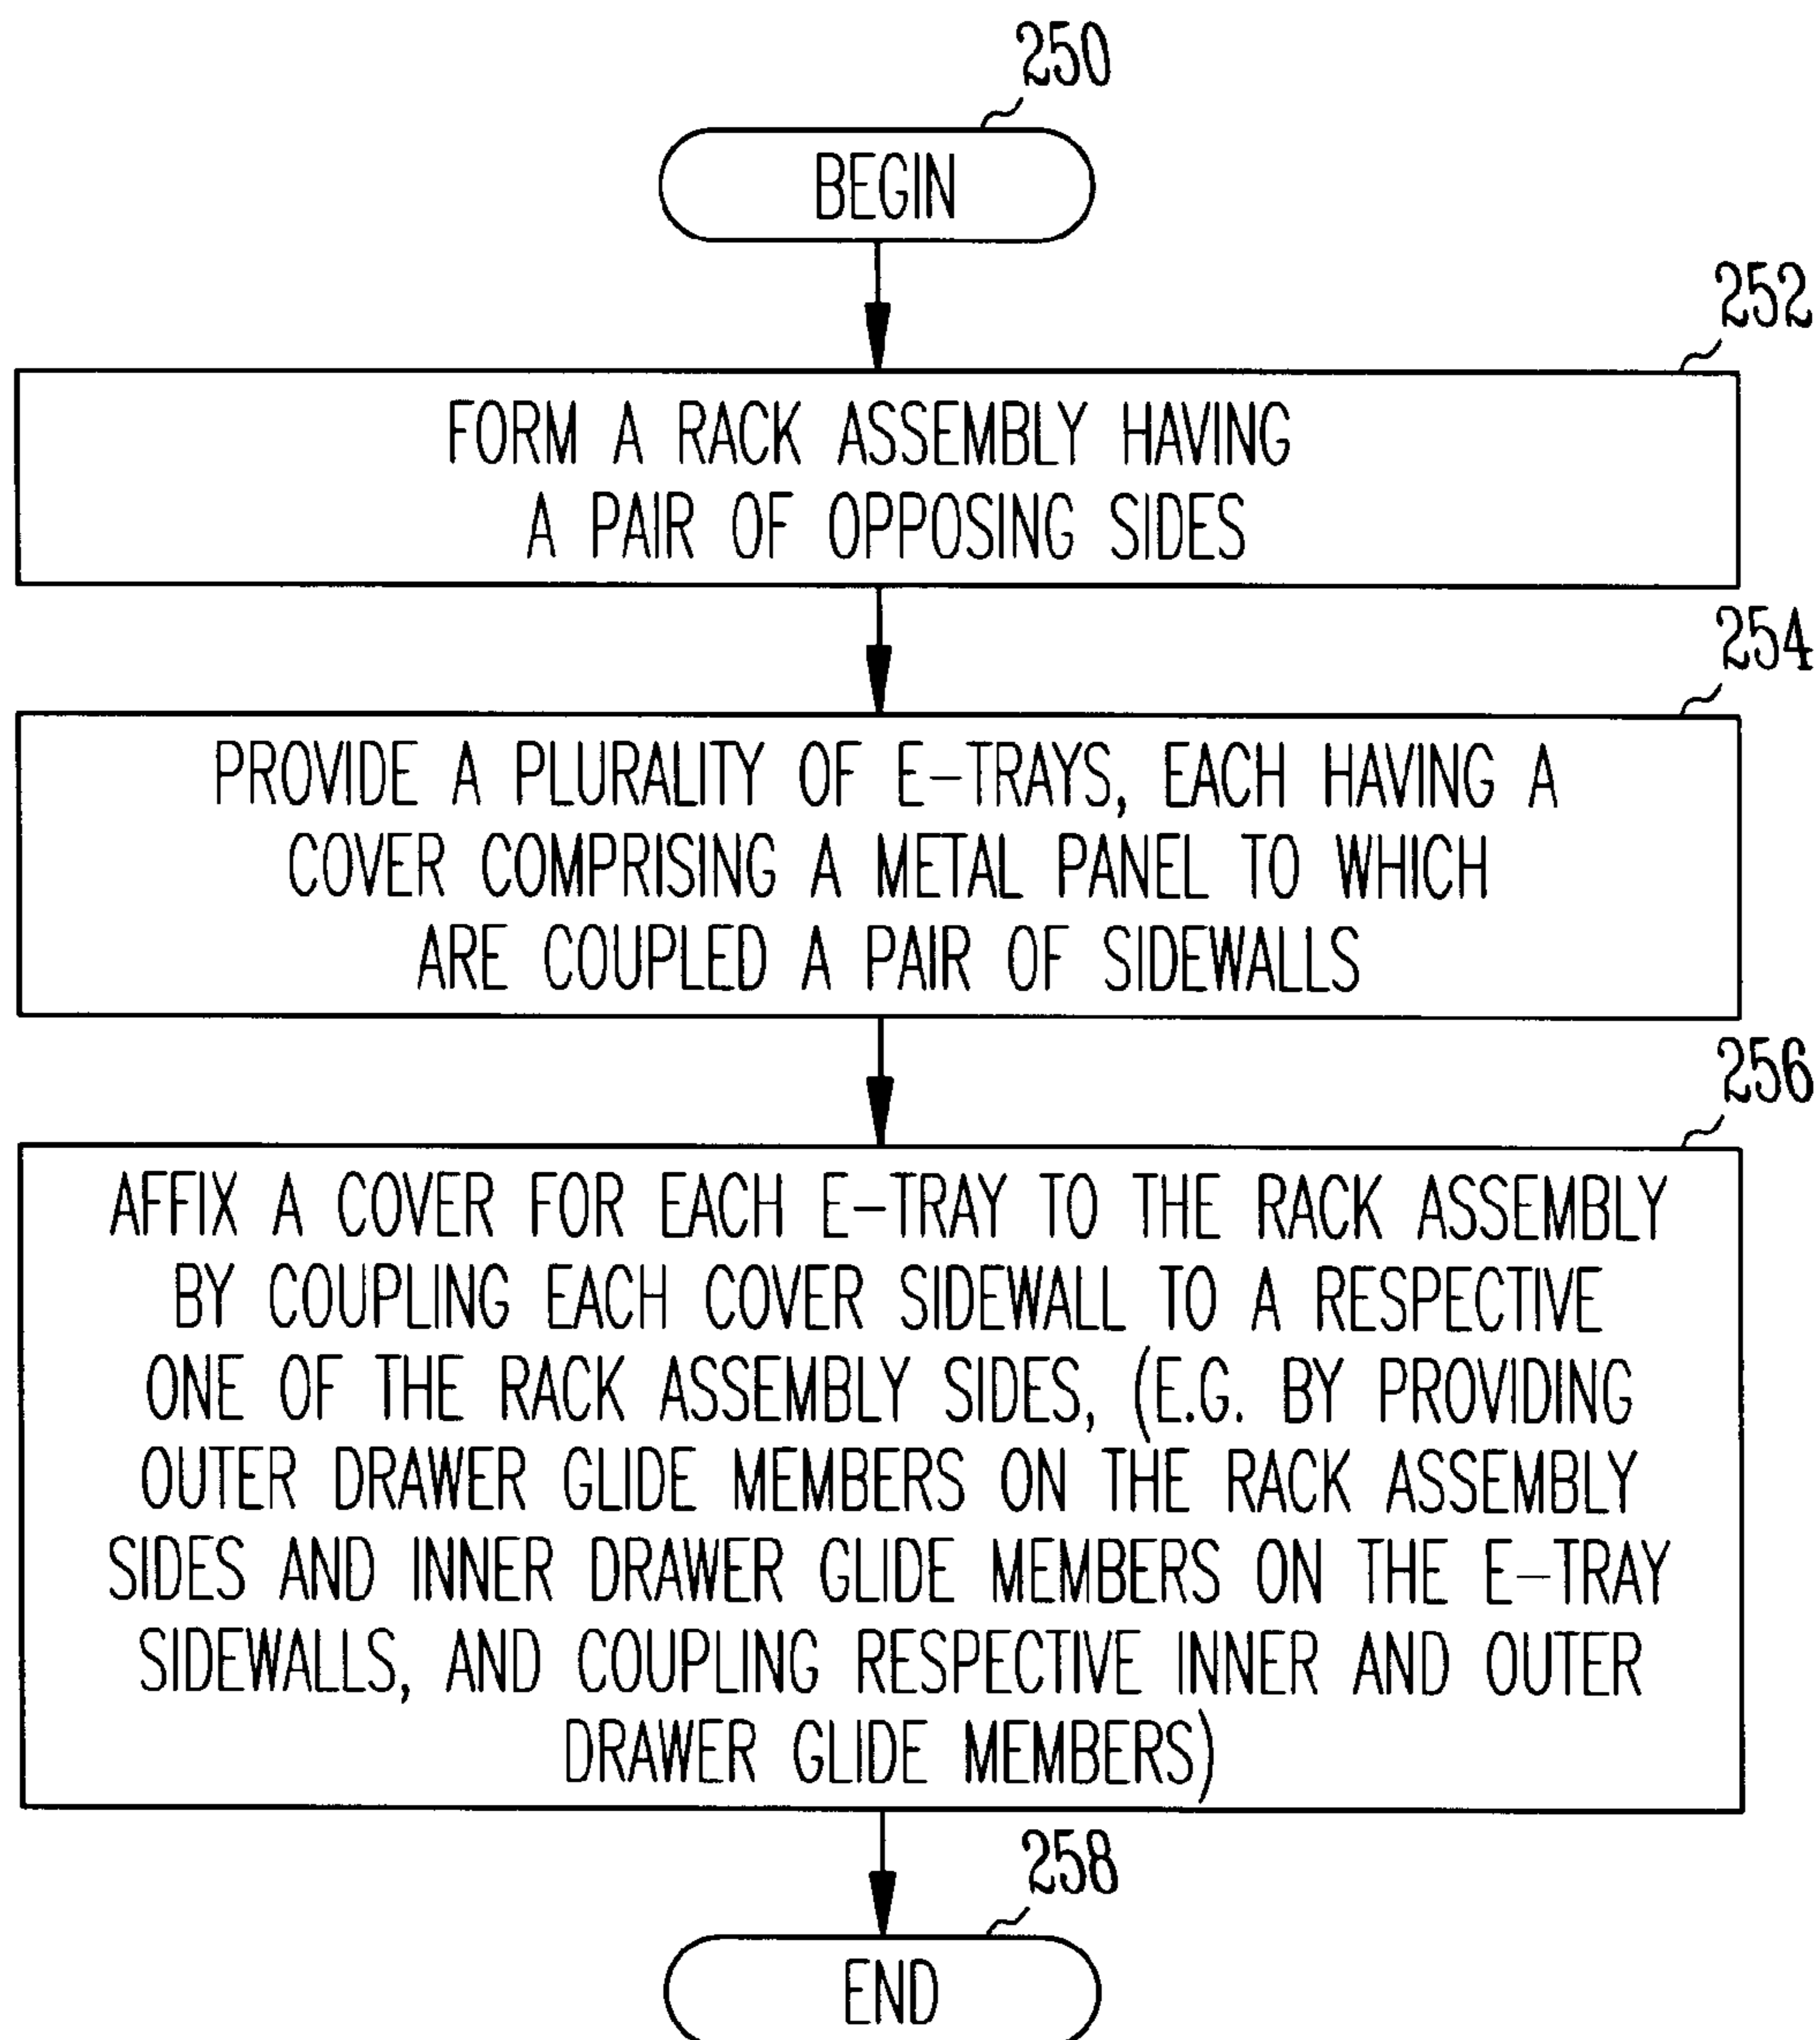 250
BEGIN
252
FORM A RACK ASSEMBLY HAVING
A PAIR OF OPPOSING SIDES
254
PROVIDE A PLURALITY OF E-TRAYS, EACH HAVING A
COVER COMPRISING A METAL PANEL TO WHICH
ARE COUPLED A PAIR OF SIDEWALLS
256
AFFIX A COVER FOR EACH E-TRAY TO THE RACK ASSEMBLY
BY COUPLING EACH COVER SIDEWALL TO A RESPECTIVE
ONE OF THE RACK ASSEMBLY SIDES, (E.G. BY PROVIDING
OUTER DRAWER GLIDE MEMBERS ON THE RACK ASSEMBLY
SIDES AND INNER DRAWER GLIDE MEMBERS ON THE E-TRAY
SIDEWALLS, AND COUPLING RESPECTIVE INNER AND OUTER
DRAWER GLIDE MEMBERS)
258
END